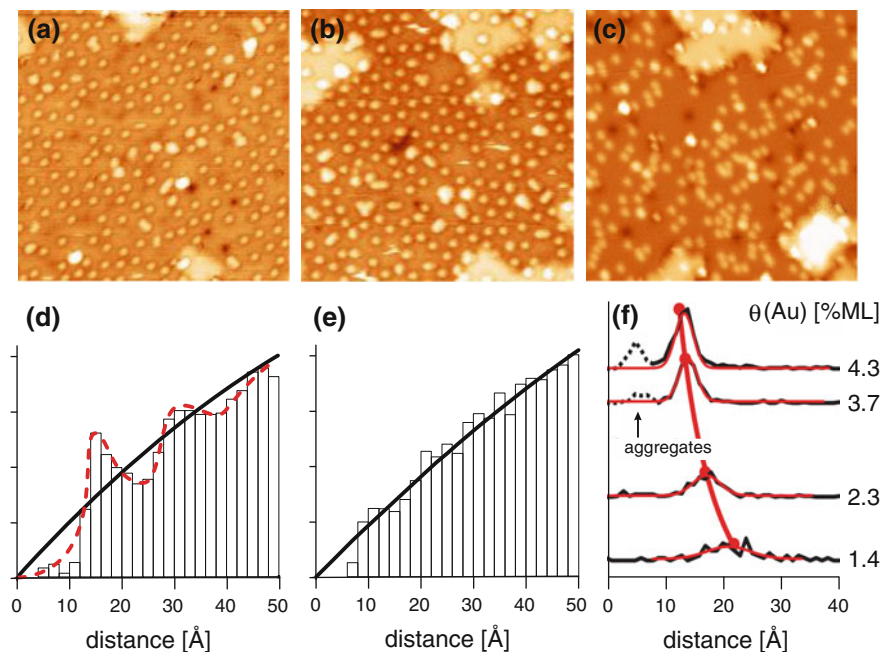 (a) (b) (c)
(d) (e) (f) θ(Au) [%ML]
4.3
3.7
aggregates
2.3
1.4
0 10 20 30 40 50 0 10 20 30 40 50 0 10 20 30 40
distance [Å] distance [Å] distance [Å]